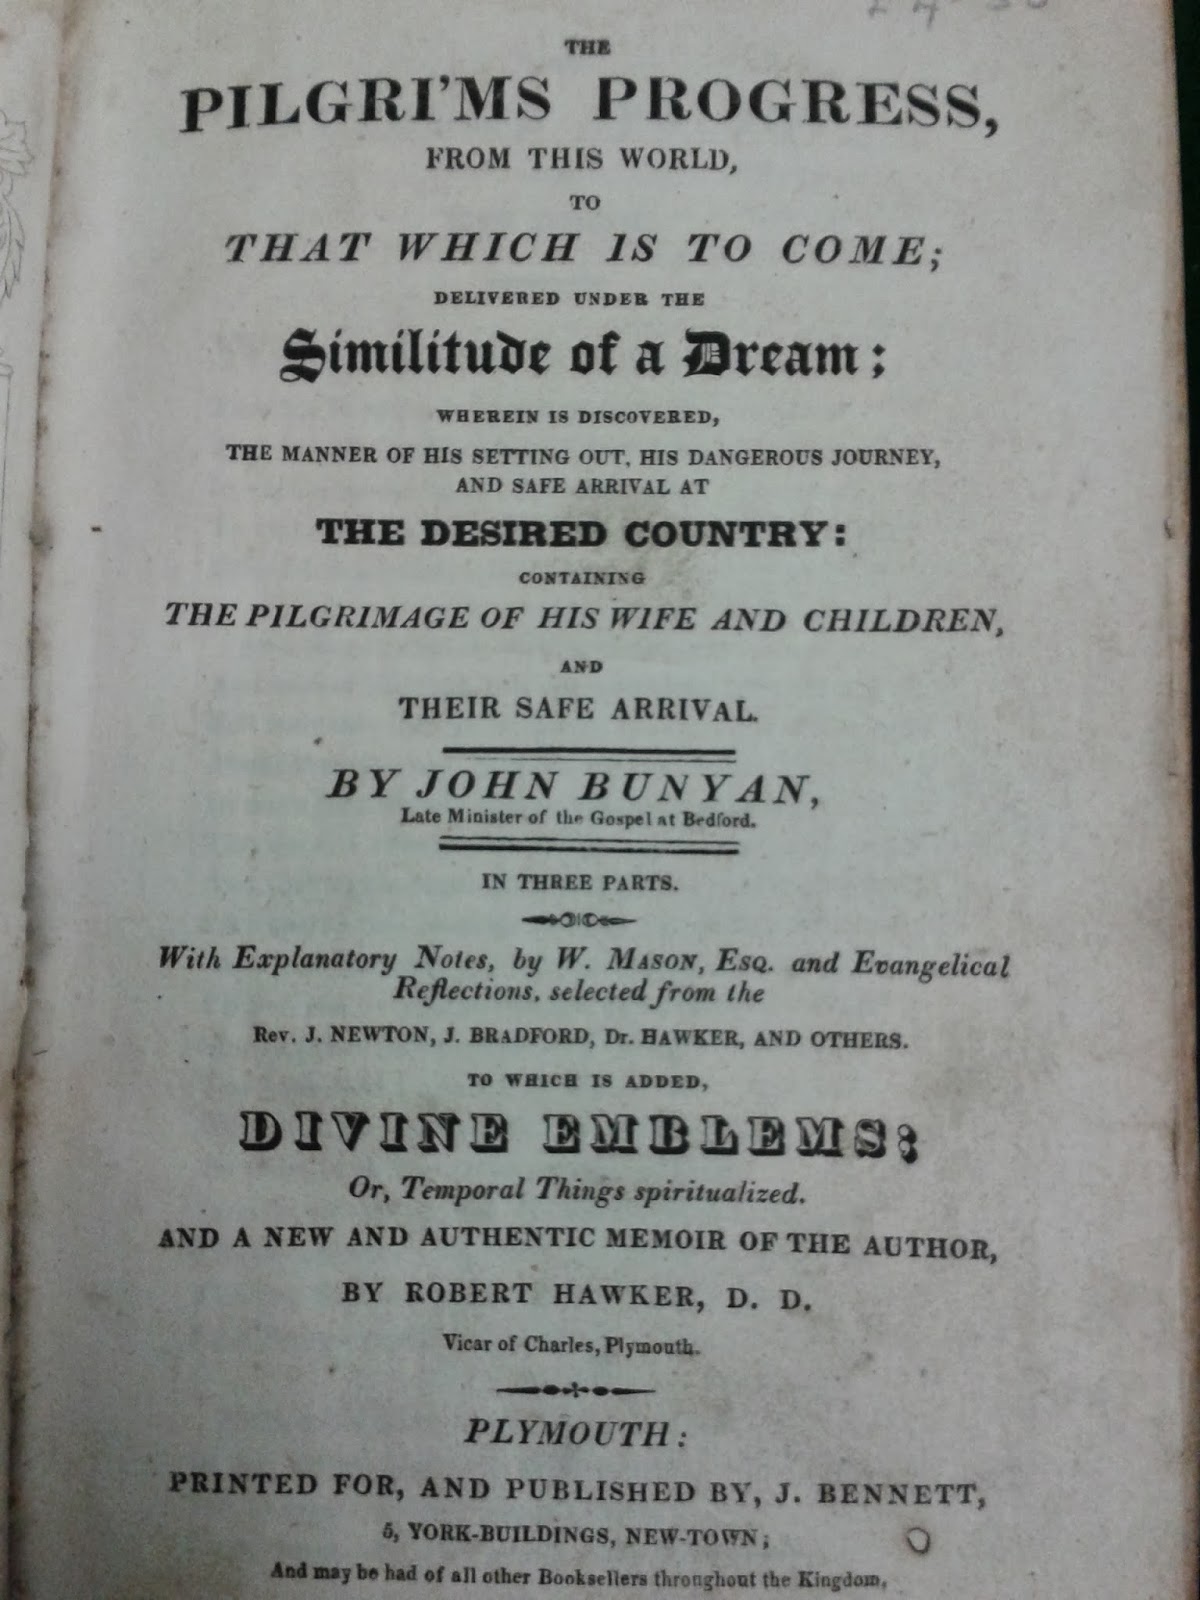 THE
PILGRI'MS PROGRESS,
FROM THIS WORLD,
TO
THAT WHICH IS TO COME;
DELIVERED UNDER THE
Similitude of a Dream;
WHEREIN IS DISCOVERED,
THE MANNER OF HIS SETTING OUT, HIS DANGEROUS JOURNEY,
AND SAFE ARRIVAL AT
THE DESIRED COUNTRY:
CONTAINING
THE PILGRIMAGE OF HIS WIFE AND CHILDREN,
AND
THEIR SAFE ARRIVAL.
BY JOHN BUNYAN,
Late Minister of the Gospel at Bedford.
IN THREE PARTS.
With Explanatory Notes, by W. MASON, ESQ. and Evangelical
Reflections, selected from the
Rev. J. NEWTON, J. BRADFORD, Dr. HAWKER, AND OTHERS.
TO WHICH IS ADDED,
DIVINE EMBLEMS;
Or, Temporal Things spiritualized.
AND A NEW AND AUTHENTIC MEMOIR OF THE AUTHOR,
BY ROBERT HAWKER, D. D.
Vicar of Charles, Plymouth.
PLYMOUTH:
PRINTED FOR, AND PUBLISHED BY, J. BENNETT,
5, YORK-BUILDINGS, NEW-TOWN;
And may be had of all other Booksellers throughout the Kingdom,